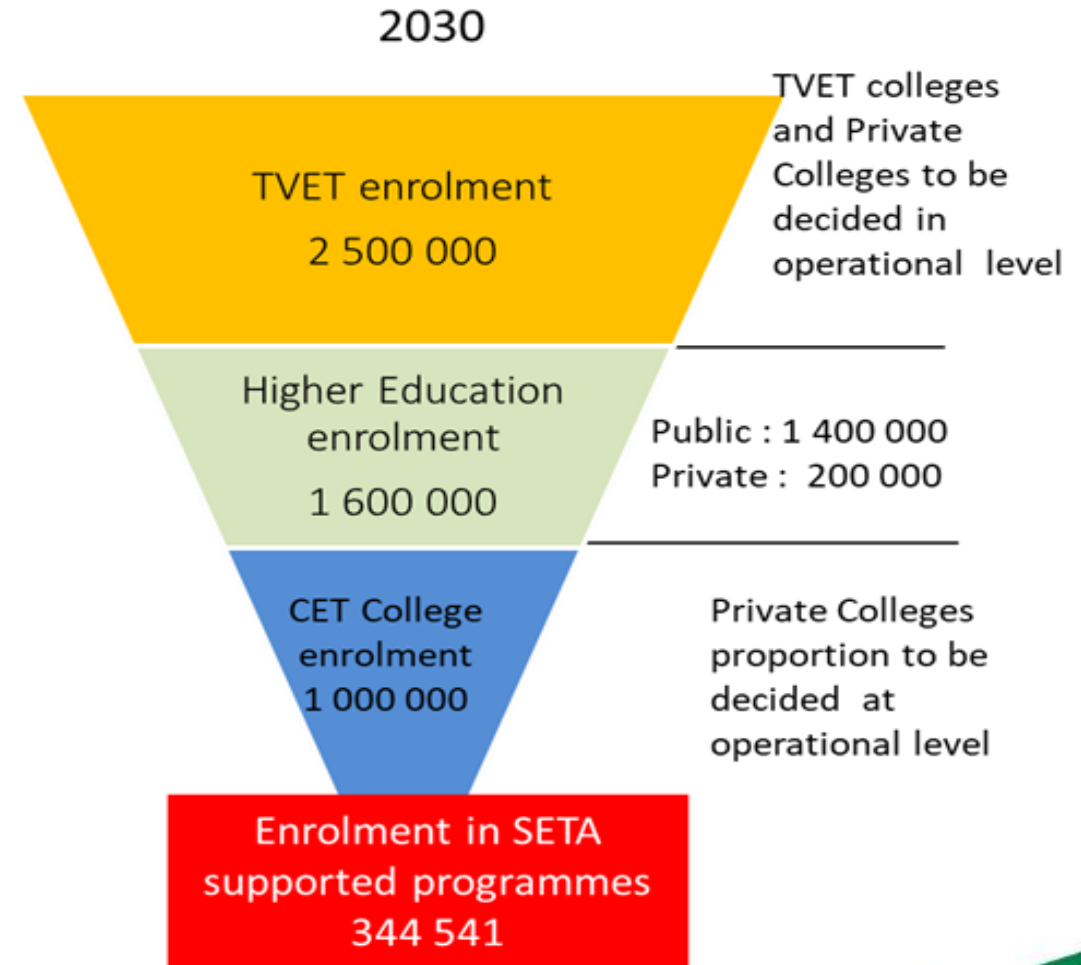 2030
TVET enrolment
2 500 000
TVET colleges
and Private
Colleges to be
decided in
operational level
Higher Education
enrolment
1 600 000
Public : 1 400 000
Private : 200 000
CET College
enrolment
1 000 000
Private Colleges
proportion to be
decided at
operational level
Enrolment in SETA
supported programmes
344 541